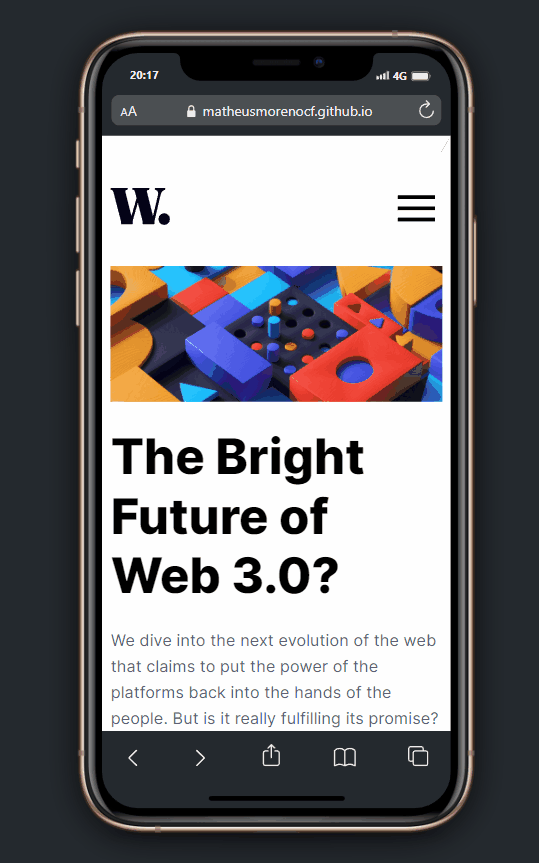 20:17
4G
AA
matheusmorenocf.github.io
W.
The Bright
Future of
Web 3.0?
We dive into the next evolution of the web
that claims to put the power of the
platforms back into the hands of the
people. But is it really fulfilling its promise?